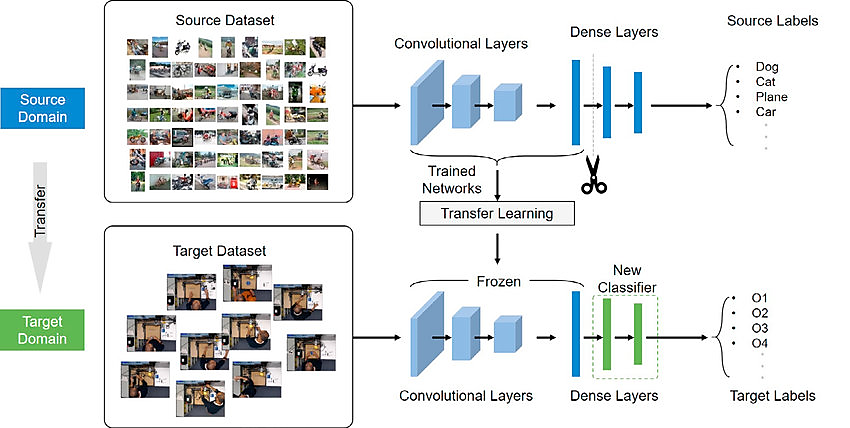 Source Dataset
Convolutional Layers
Dense Layers
Source Labels
• Dog
• Cat
• Plane
• Car
Source
Domain
Trained
Networks
Transfer Learning
Transfer
Target Dataset
Frozen
New
Classifier
• O1
• O2
• O3
• O4
Target
Domain
Convolutional Layers
Dense Layers
Target Labels